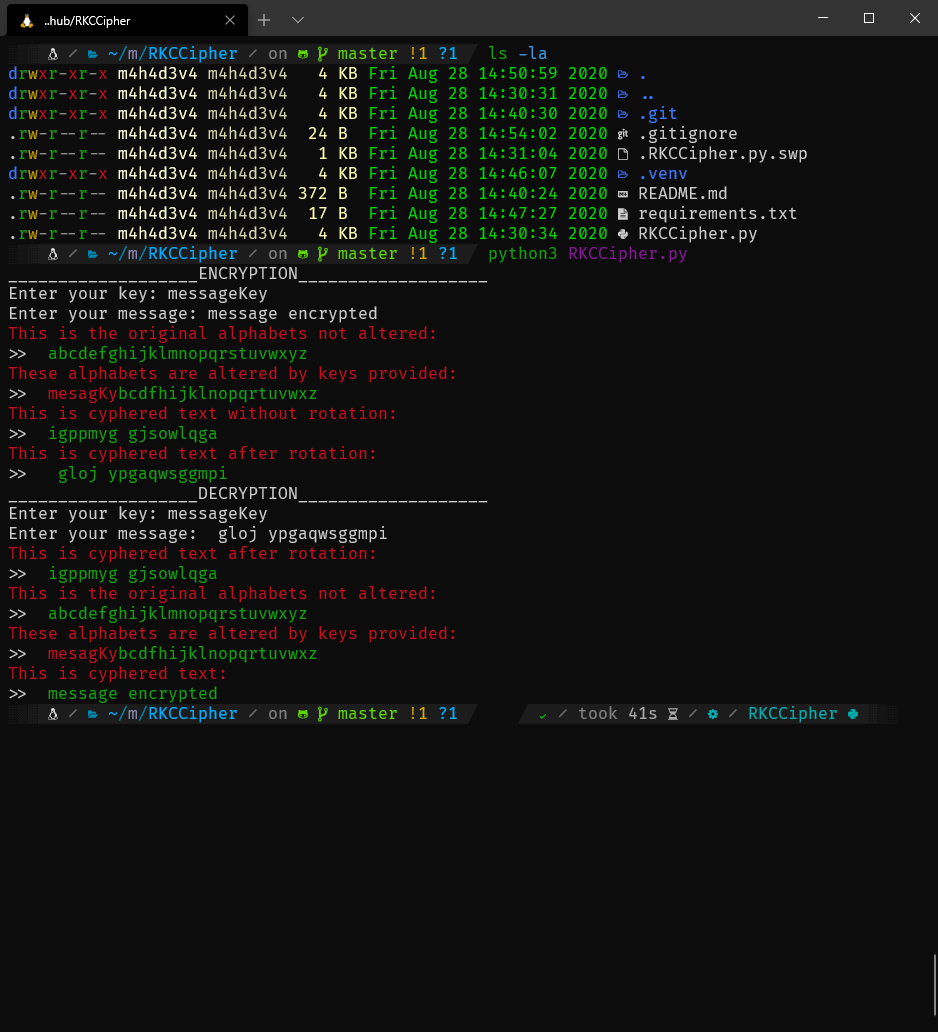 ..hub/RKCCipher
~/m/RKCCipher / on master !1 ?1 ls -la
drwxr-xr-x m4h4d3v4 m4h4d3v4 4 KB Fri Aug 28 14:50:59 2020 .
drwxr-xr-x m4h4d3v4 m4h4d3v4 4 KB Fri Aug 28 14:30:31 2020 ..
drwxr-xr-x m4h4d3v4 m4h4d3v4 4 KB Fri Aug 28 14:40:30 2020 .git
.rw-r--r-- m4h4d3v4 m4h4d3v4 24 B Fri Aug 28 14:54:02 2020 .gitignore
.rw-r--r-- m4h4d3v4 m4h4d3v4 1 KB Fri Aug 28 14:31:04 2020 .RKCCipher.py.swp
drwxr-xr-x m4h4d3v4 m4h4d3v4 4 KB Fri Aug 28 14:46:07 2020 .venv
.rw-r--r-- m4h4d3v4 m4h4d3v4 372 B Fri Aug 28 14:40:24 2020 README.md
.rw-r--r-- m4h4d3v4 m4h4d3v4 17 B Fri Aug 28 14:47:27 2020 requirements.txt
.rw-r--r-- m4h4d3v4 m4h4d3v4 4 KB Fri Aug 28 14:30:34 2020 RKCCipher.py
~/m/RKCCipher / on master !1 ?1 python3 RKCCipher.py
___________________ENCRYPTION___________________
Enter your key: messageKey
Enter your message: message encrypted
This is the original alphabets not altered:
>> abcdefghijklmnopqrstuvwxyz
These alphabets are altered by keys provided:
>> mesagKybcdfhijklnopqrtuvwxz
This is cyphered text without rotation:
>> igppmyg gjsowlqga
This is cyphered text after rotation:
>>  gloj ypgaqwsggmpi
___________________DECRYPTION___________________
Enter your key: messageKey
Enter your message:  gloj ypgaqwsggmpi
This is cyphered text after rotation:
>> igppmyg gjsowlqga
This is the original alphabets not altered:
>> abcdefghijklmnopqrstuvwxyz
These alphabets are altered by keys provided:
>> mesagKybcdfhijklnopqrtuvwxz
This is cyphered text:
>> message encrypted
~/m/RKCCipher / on master !1 ?1 / took 41s / RKCCipher